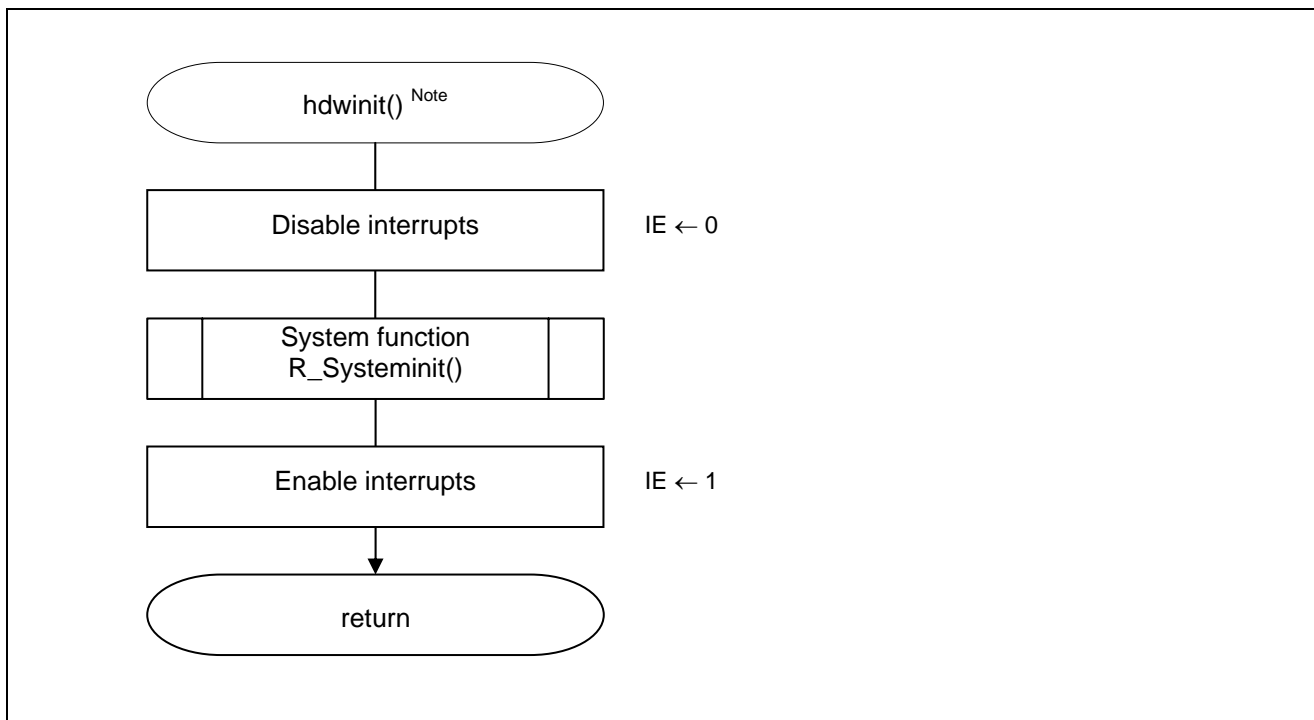 hdwinit() Note
Disable interrupts
IE ← 0
System function
R_Systeminit()
Enable interrupts
IE ← 1
return